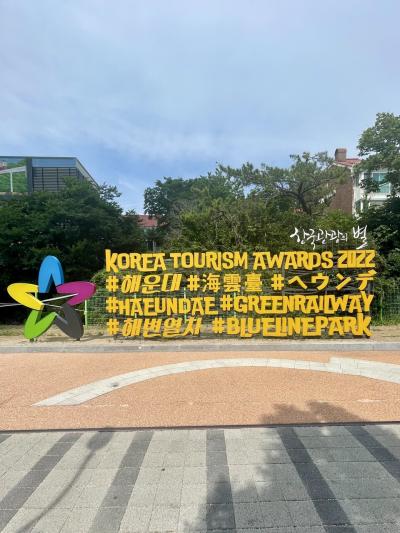 한국관광의 별
KOREA TOURISM AWARDS 2022
#해운대 #海雲臺 #ヘウンデ
#HAEUNDAE #GREENRAILWAY
#해변열차 #BLUELINEPARK